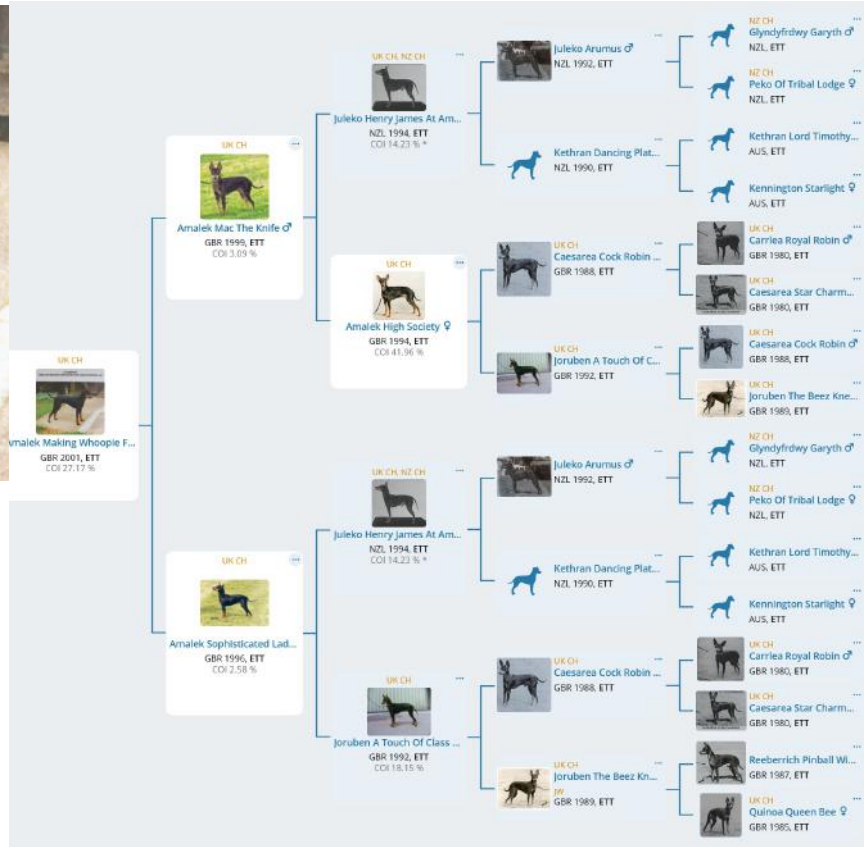 UK CH
Amalek Making Whoopie F...
GBR 2001, ETT
COI 27.17 %
UK CH
Amalek Mac The Knife ♂
GBR 1999, ETT
COI 3.09 %
UK CH
Amalek Sophisticated Lad...
GBR 1996, ETT
COI 2.58 %
UK CH, NZ CH
Juleko Henry James At Am...
NZL 1994, ETT
COI 14.23 % *
UK CH
Amalek High Society ♀
GBR 1994, ETT
COI 41.96 %
UK CH, NZ CH
Juleko Henry James At Am...
NZL 1994, ETT
COI 14.23 % *
UK CH
Joruben A Touch Of Class ...
GBR 1992, ETT
COI 18.15 %
Juleko Arumus ♂
NZL 1992, ETT
Kethran Dancing Plat...
NZL 1990, ETT
UK CH
Caesarea Cock Robin ...
GBR 1988, ETT
UK CH
Joruben A Touch Of C...
GBR 1992, ETT
Juleko Arumus ♂
NZL 1992, ETT
Kethran Dancing Plat...
NZL 1990, ETT
UK CH
Caesarea Cock Robin ...
GBR 1988, ETT
UK CH
Joruben The Beez Kn...
JW
GBR 1989, ETT
NZ CH
Glyndyfrdwy Garyth ♂
NZL, ETT
NZ CH
Peko Of Tribal Lodge ♀
NZL, ETT
Kethran Lord Timothy...
AUS, ETT
Kennington Starlight ♀
AUS, ETT
UK CH
Carrlea Royal Robin ♂
GBR 1980, ETT
UK CH
Caesarea Star Charm...
GBR 1980, ETT
UK CH
Caesarea Cock Robin ♂
GBR 1988, ETT
UK CH
Joruben The Beez Kne...
GBR 1989, ETT
NZ CH
Glyndyfrdwy Garyth ♂
NZL, ETT
NZ CH
Peko Of Tribal Lodge ♀
NZL, ETT
Kethran Lord Timothy...
AUS, ETT
Kennington Starlight ♀
AUS, ETT
UK CH
Carrlea Royal Robin ♂
GBR 1980, ETT
UK CH
Caesarea Star Charm...
GBR 1980, ETT
Reeberrich Pinball Wi...
GBR 1987, ETT
UK CH
Quinoa Queen Bee ♀
GBR 1985, ETT